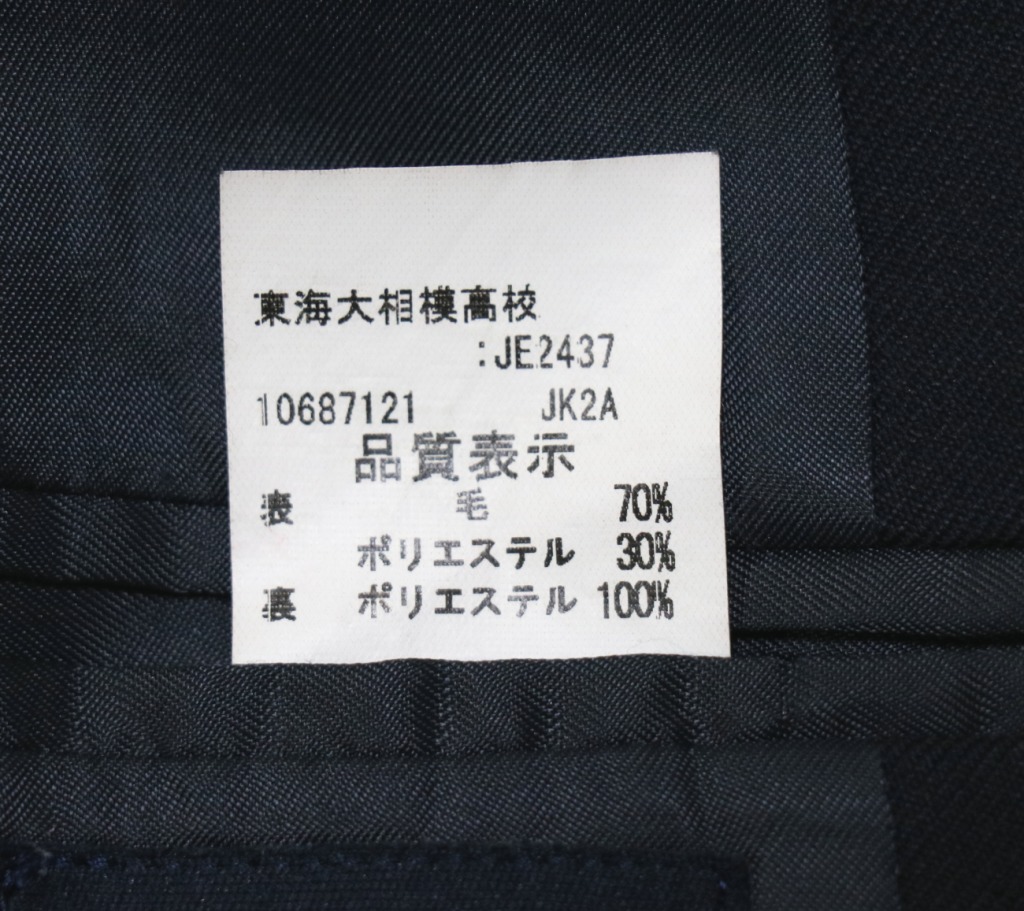 東海大相模高校
:JE2437
10687121 JK2A
品質表示
表 毛 70%
ポリエステル 30%
裏 ポリエステル 100%